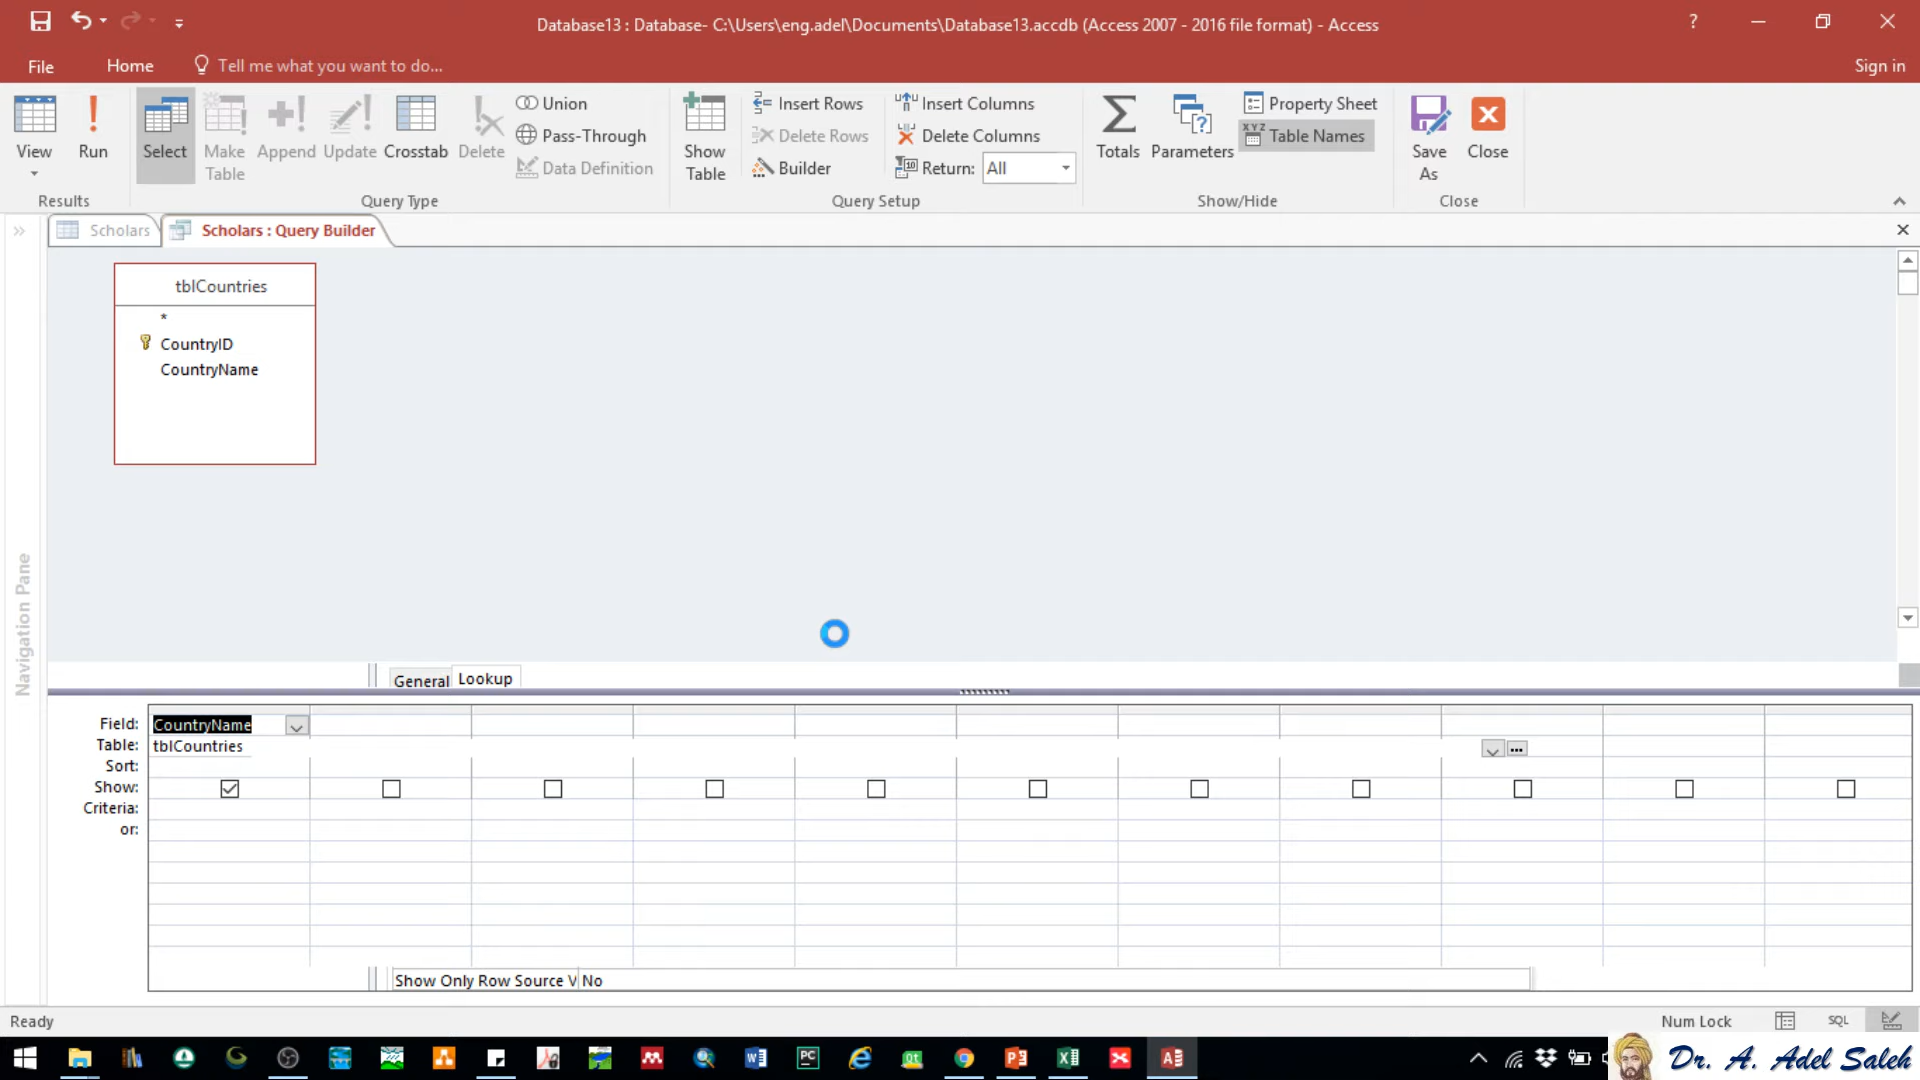 Database13 : Database- C:\Users\eng.adel\Documents\Database13.accdb (Access 2007 - 2016 file format) - Access
?
File
Home
Tell me what you want to do...
Sign in
View
Run
Select
Make Table
Append
Update
Crosstab
Delete
Union
Pass-Through
Data Definition
Show Table
Insert Rows
Delete Rows
Builder
Insert Columns
Delete Columns
Return: All
Totals
Parameters
Property Sheet
XYZ Table Names
Save As
Close
Results
Query Type
Query Setup
Show/Hide
Close
Scholars
Scholars : Query Builder
Navigation Pane
tblCountries
*
CountryID
CountryName
General
Lookup
Field: CountryName
Table: tblCountries
Sort:
Show:
Criteria:
or:
Show Only Row Source V No
Ready
Num Lock
SQL
Dr. A. Adel Saleh